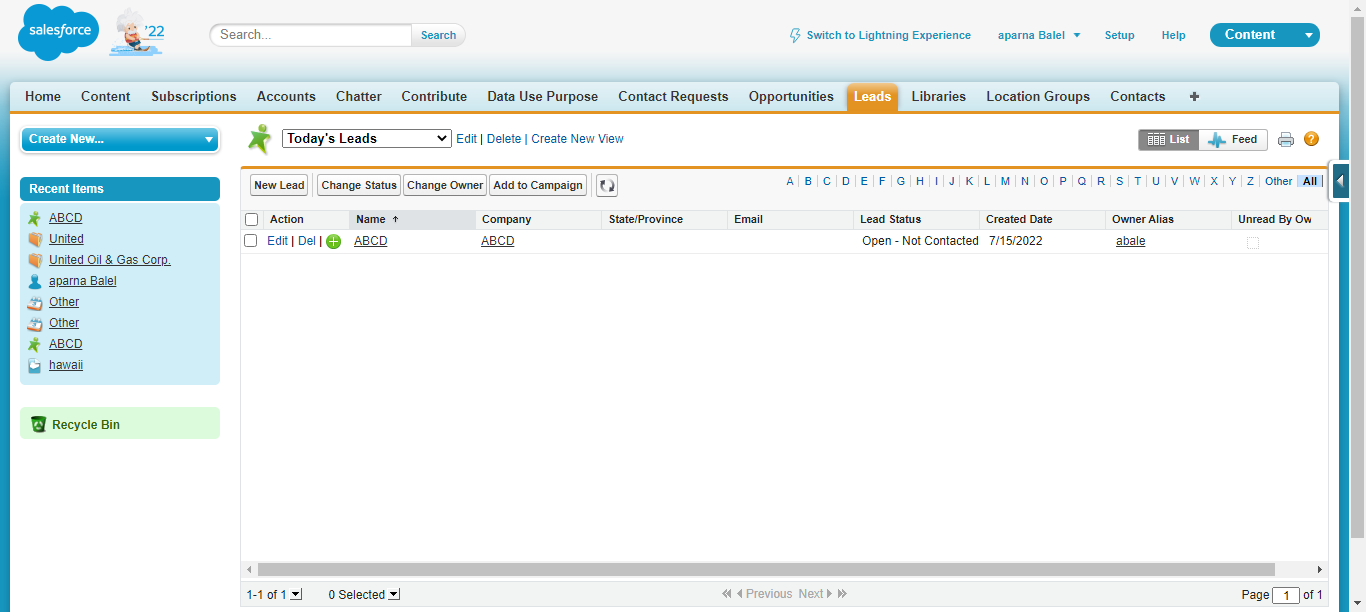 salesforce
'22
Search...
Search
Switch to Lightning Experience
aparna Balel
Setup
Help
Content
Home Content Subscriptions Accounts Chatter Contribute Data Use Purpose Contact Requests Opportunities Leads Libraries Location Groups Contacts +
Create New...
Recent Items
ABCD
United
United Oil & Gas Corp.
aparna Balel
Other
Other
ABCD
hawaii
Recycle Bin
Today's Leads Edit | Delete | Create New View
List Feed ?
New Lead Change Status Change Owner Add to Campaign
A | B | C | D | E | F | G | H | I | J | K | L | M | N | O | P | Q | R | S | T | U | V | W | X | Y | Z | Other | All |
Action Name Company State/Province Email Lead Status Created Date Owner Alias Unread By Ow
Edit | Del | ABCD ABCD Open - Not Contacted 7/15/2022 abale
1-1 of 1 0 Selected Previous Next Page 1 of 1